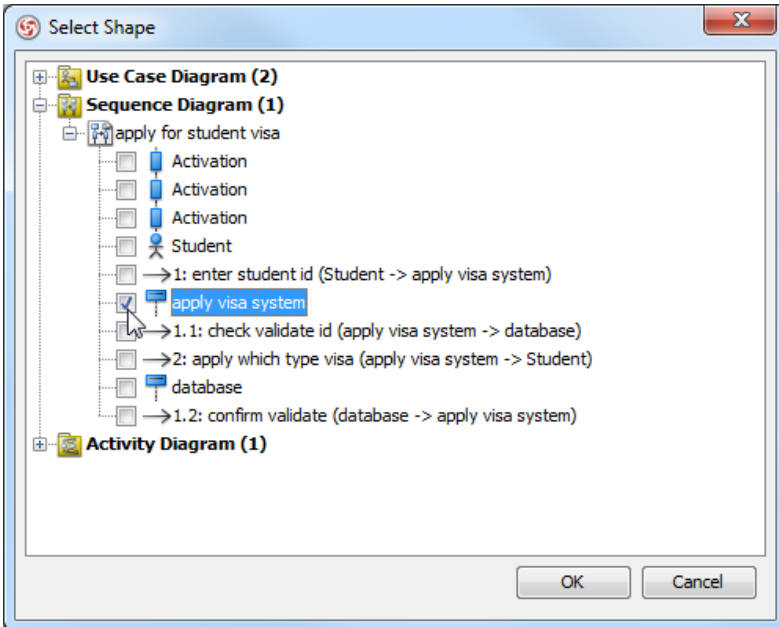 Select Shape
Use Case Diagram (2)
Sequence Diagram (1)
apply for student visa
Activation
Activation
Activation
Student
1: enter student id (Student -> apply visa system)
apply visa system
1.1: check validate id (apply visa system -> database)
2: apply which type visa (apply visa system -> Student)
database
1.2: confirm validate (database -> apply visa system)
Activity Diagram (1)
OK Cancel